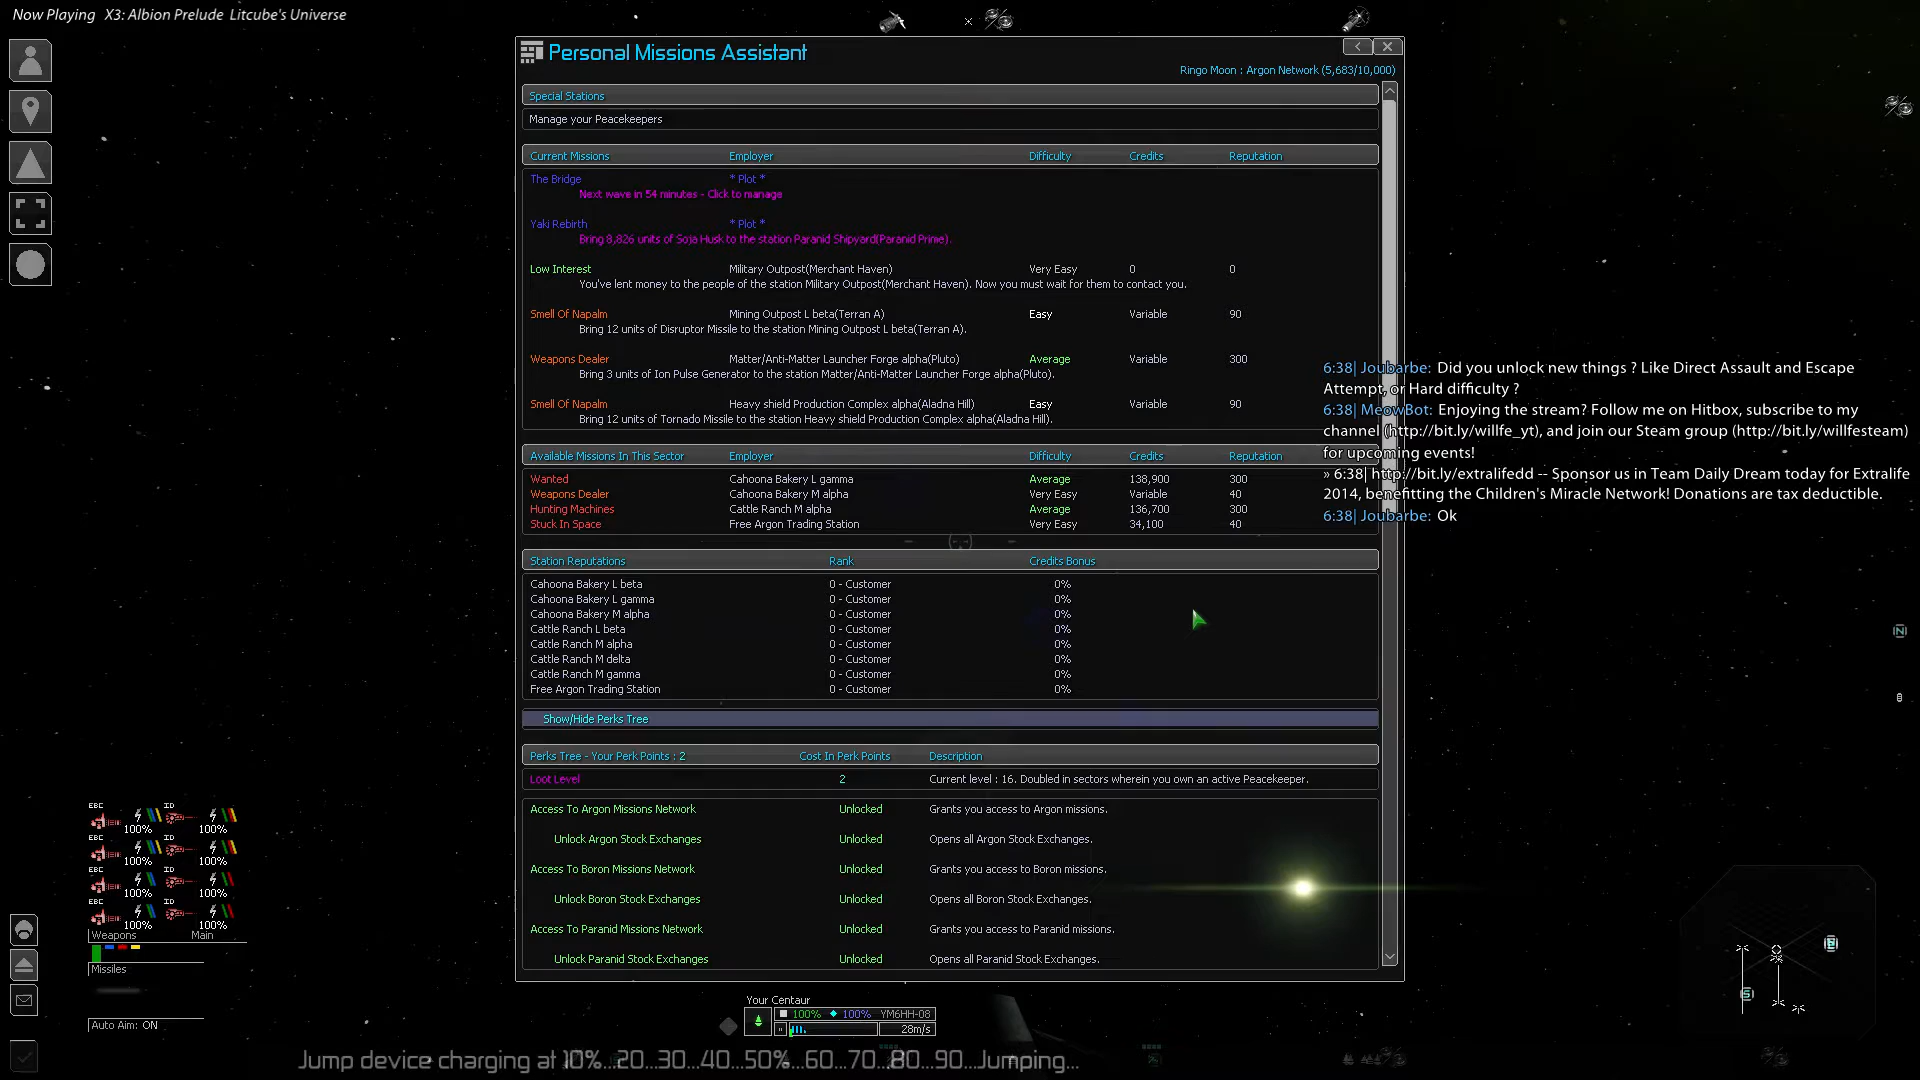 Now Playing X3: Albion Prelude Litcube's Universe
Personal Missions Assistant
Ringo Moon : Argon Network (5,683/10,000)
Special Stations
Manage your Peacekeepers
Current Missions Employer Difficulty Credits Reputation
The Bridge * Plot *
Next wave in 54 minutes - Click to manage
Yaki Rebirth * Plot *
Bring 8,826 units of Soja Husk to the station Paranid Shipyard(Paranid Prime).
Low Interest Military Outpost(Merchant Haven) Very Easy 0 0
You've lent money to the people of the station Military Outpost(Merchant Haven). Now you must wait for them to contact you.
Smell Of Napalm Mining Outpost L beta(Terran A) Easy Variable 90
Bring 12 units of Disruptor Missile to the station Mining Outpost L beta(Terran A).
Weapons Dealer Matter/Anti-Matter Launcher Forge alpha(Pluto) Average Variable 300
Bring 3 units of Ion Pulse Generator to the station Matter/Anti-Matter Launcher Forge alpha(Pluto).
Smell Of Napalm Heavy shield Production Complex alpha(Aladna Hill) Easy Variable 90
Bring 12 units of Tornado Missile to the station Heavy shield Production Complex alpha(Aladna Hill).
Available Missions In This Sector Employer Difficulty Credits Reputation
Wanted Cahoona Bakery L gamma Average 138,900 300
Weapons Dealer Cahoona Bakery M alpha Very Easy Variable 40
Hunting Machines Cattle Ranch M alpha Average 136,700 300
Stuck In Space Free Argon Trading Station Very Easy 34,100 40
Station Reputations Rank Credits Bonus
Cahoona Bakery L beta 0 - Customer 0%
Cahoona Bakery L gamma 0 - Customer 0%
Cahoona Bakery M alpha 0 - Customer 0%
Cattle Ranch L beta 0 - Customer 0%
Cattle Ranch M alpha 0 - Customer 0%
Cattle Ranch M delta 0 - Customer 0%
Cattle Ranch M gamma 0 - Customer 0%
Free Argon Trading Station 0 - Customer 0%
Show/Hide Perks Tree
Perks Tree - Your Perk Points : 2 Cost In Perk Points Description
Loot Level 2 Current level : 16. Doubled in sectors wherein you own an active Peacekeeper.
Access To Argon Missions Network Unlocked Grants you access to Argon missions.
Unlock Argon Stock Exchanges Unlocked Opens all Argon Stock Exchanges.
Access To Boron Missions Network Unlocked Grants you access to Boron missions.
Unlock Boron Stock Exchanges Unlocked Opens all Boron Stock Exchanges.
Access To Paranid Missions Network Unlocked Grants you access to Paranid missions.
Unlock Paranid Stock Exchanges Unlocked Opens all Paranid Stock Exchanges.
6:38| Joubarbe: Did you unlock new things ? Like Direct Assault and Escape
Attempt, or Hard difficulty ?
6:38| MeowBot: Enjoying the stream? Follow me on Hitbox, subscribe to my
channel (http://bit.ly/willfe_yt), and join our Steam group (http://bit.ly/willfesteam)
for upcoming events!
» 6:38| http://bit.ly/extralifedd -- Sponsor us in Team Daily Dream today for Extralife
2014, benefitting the Children's Miracle Network! Donations are tax deductible.
6:38| Joubarbe: Ok
EBC ID
100% 100%
EBC ID
100% 100%
EBC ID
100% 100%
EBC ID
100% 100%
Weapons Main
Missiles
Auto Aim: ON
Your Centaur
100% 100% YM6HH-08
28m/s
Jump device charging at 10%...20...30...40...50%...60...70...80...90...Jumping...
N
S